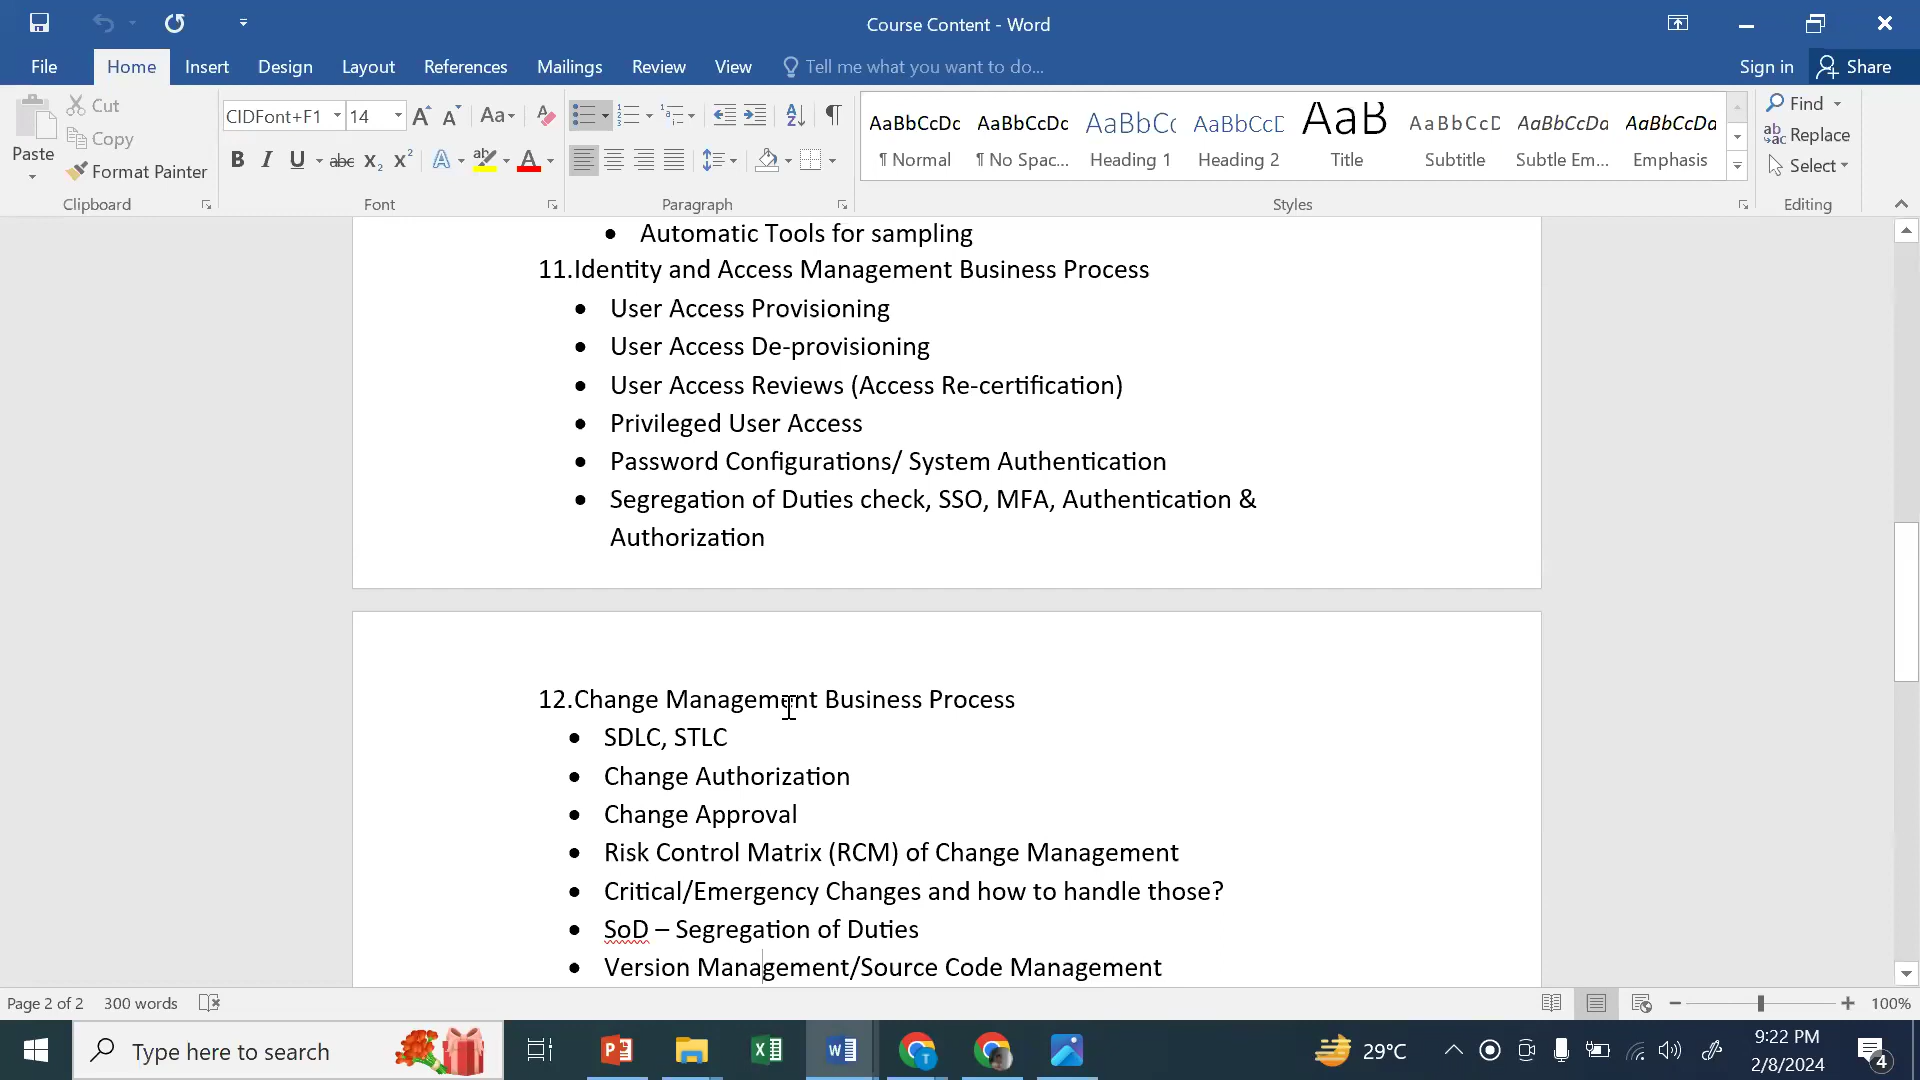 Course Content - Word
File Home Insert Design Layout References Mailings Review View Tell me what you want to do... Sign in Share
Cut
Copy
Paste
Format Painter
Clipboard
CIDFont+F1 14
Font
Paragraph
AaBbCcDc AaBbCcDc AaBbCc AaBbCcD AaB AaBbCcD AaBbCcDa AaBbCcDa
¶ Normal ¶ No Spac... Heading 1 Heading 2 Title Subtitle Subtle Em... Emphasis
Styles
Find
Replace
Select
Editing
• Automatic Tools for sampling
11.Identity and Access Management Business Process
• User Access Provisioning
• User Access De-provisioning
• User Access Reviews (Access Re-certification)
• Privileged User Access
• Password Configurations/ System Authentication
• Segregation of Duties check, SSO, MFA, Authentication &
Authorization
12.Change Management Business Process
• SDLC, STLC
• Change Authorization
• Change Approval
• Risk Control Matrix (RCM) of Change Management
• Critical/Emergency Changes and how to handle those?
• SoD – Segregation of Duties
• Version Management/Source Code Management
Page 2 of 2 300 words 100%
Type here to search
29°C
9:22 PM
2/8/2024
4